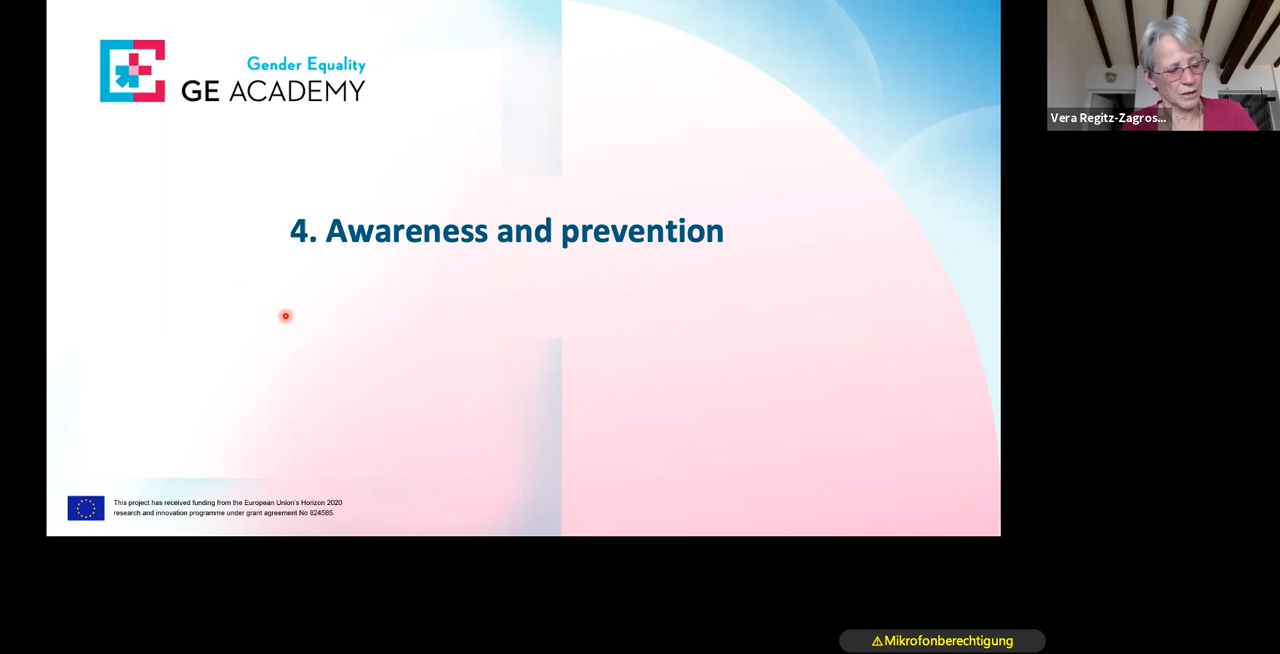 Gender Equality
GE ACADEMY
Vera Regitz-Zagros...
4. Awareness and prevention
This project has received funding from the European Union's Horizon 2020
research and innovation programme under grant agreement No 824585.
⚠Mikrofonberechtigung